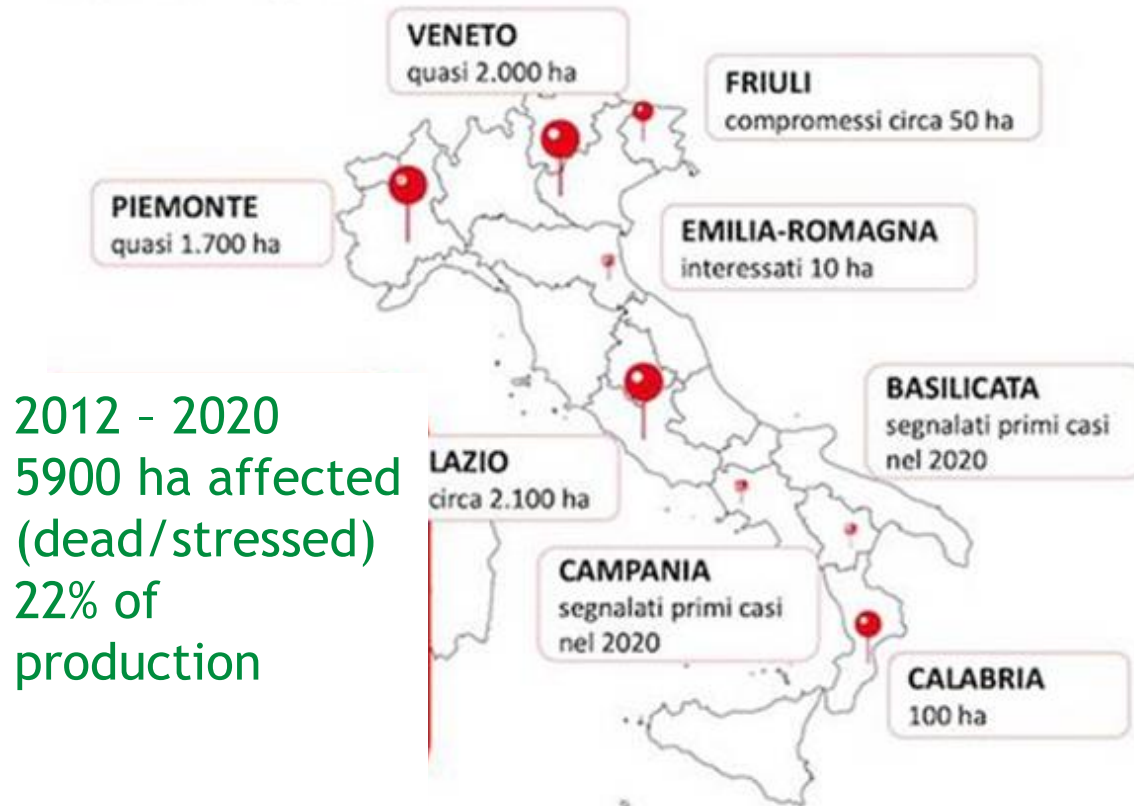 VENETO
quasi 2.000 ha
FRIULI
compromessi circa 50 ha
PIEMONTE
quasi 1.700 ha
EMILIA-ROMAGNA
interessati 10 ha
2012 – 2020
5900 ha affected
(dead/stressed)
22% of
production
LAZIO
circa 2.100 ha
BASILICATA
segnalati primi casi
nel 2020
CAMPANIA
segnalati primi casi
nel 2020
CALABRIA
100 ha